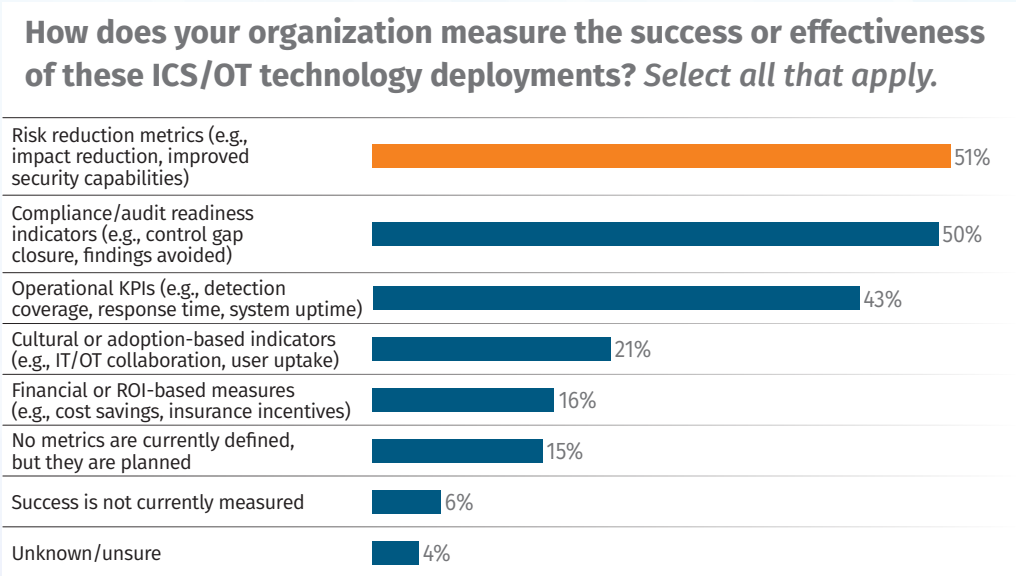 How does your organization measure the success or effectiveness
of these ICS/OT technology deployments? Select all that apply.
Risk reduction metrics (e.g.,
impact reduction, improved
security capabilities)
51%
Compliance/audit readiness
indicators (e.g., control gap
closure, findings avoided)
50%
Operational KPIs (e.g., detection
coverage, response time, system uptime)
43%
Cultural or adoption-based indicators
(e.g., IT/OT collaboration, user uptake)
21%
Financial or ROI-based measures
(e.g., cost savings, insurance incentives)
16%
No metrics are currently defined,
but they are planned
15%
Success is not currently measured
6%
Unknown/unsure
4%